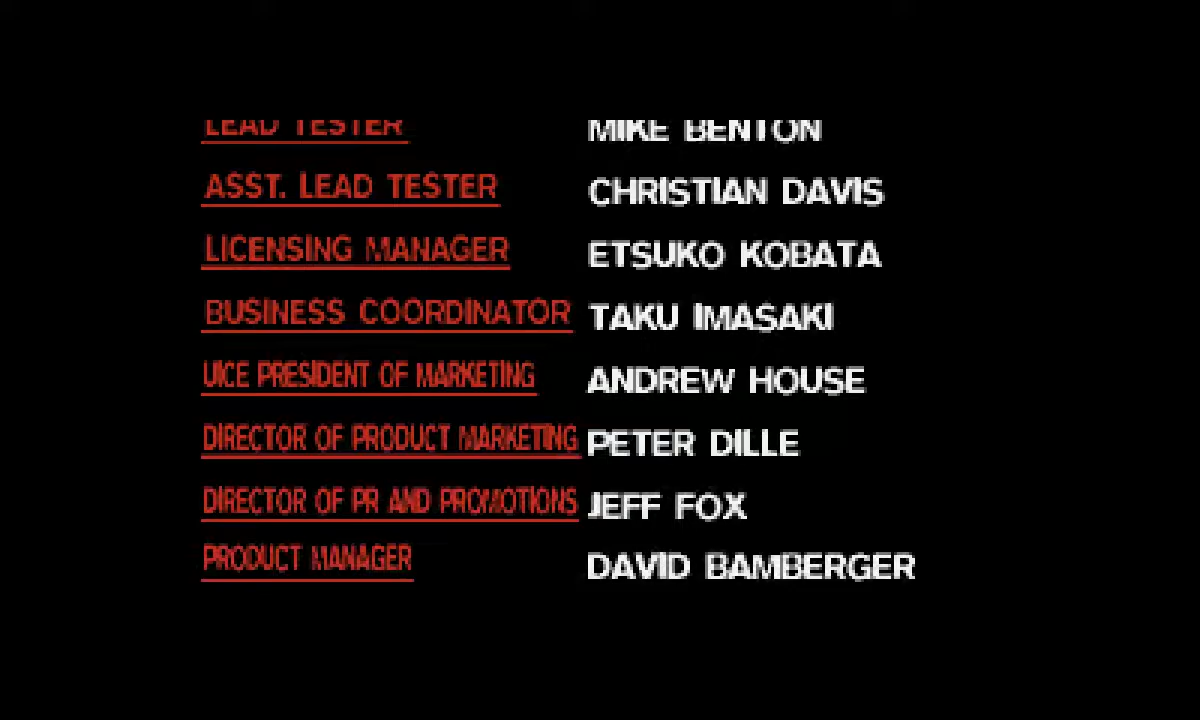 LEAD TESTER MIKE BENTON
ASST. LEAD TESTER CHRISTIAN DAVIS
LICENSING MANAGER ETSUKO KOBATA
BUSINESS COORDINATOR TAKU IMASAKI
VICE PRESIDENT OF MARKETING ANDREW HOUSE
DIRECTOR OF PRODUCT MARKETING PETER DILLE
DIRECTOR OF PR AND PROMOTIONS JEFF FOX
PRODUCT MANAGER DAVID BAMBERGER